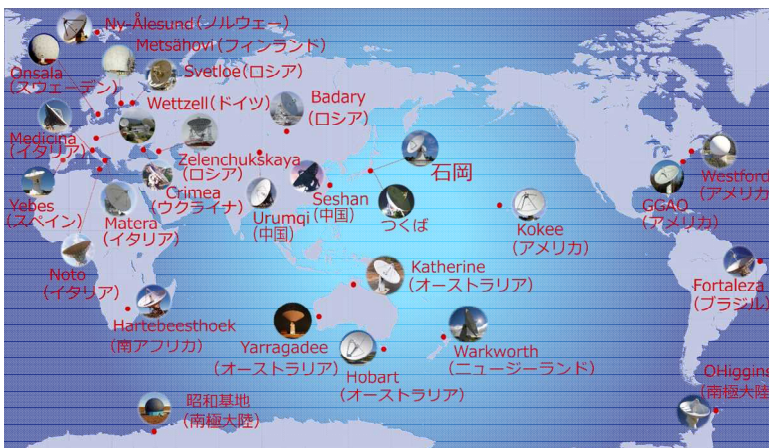 Ny-Ålesund(ノルウェー)
Metsähovi(フィンランド)
Onsala
(スウェーデン)
Svetloe(ロシア)
Wettzell(ドイツ)
Badary
(ロシア)
Medicina
(イタリア)
Zelenchukskaya
(ロシア)
石岡
Westford
(アメリカ)
Yebes
(スペイン)
Crimea
(ウクライナ)
Matera
(イタリア)
Urumqi
(中国)
Seshan
(中国)
つくば
Kokee
(アメリカ)
GGAO
(アメリカ)
Noto
(イタリア)
Katherine
(オーストラリア)
Fortaleza
(ブラジル)
Hartebeesthoek
(南アフリカ)
Yarragadee
(オーストラリア)
Hobart
(オーストラリア)
Warkworth
(ニュージーランド)
OHiggins
(南極大陸)
昭和基地
(南極大陸)